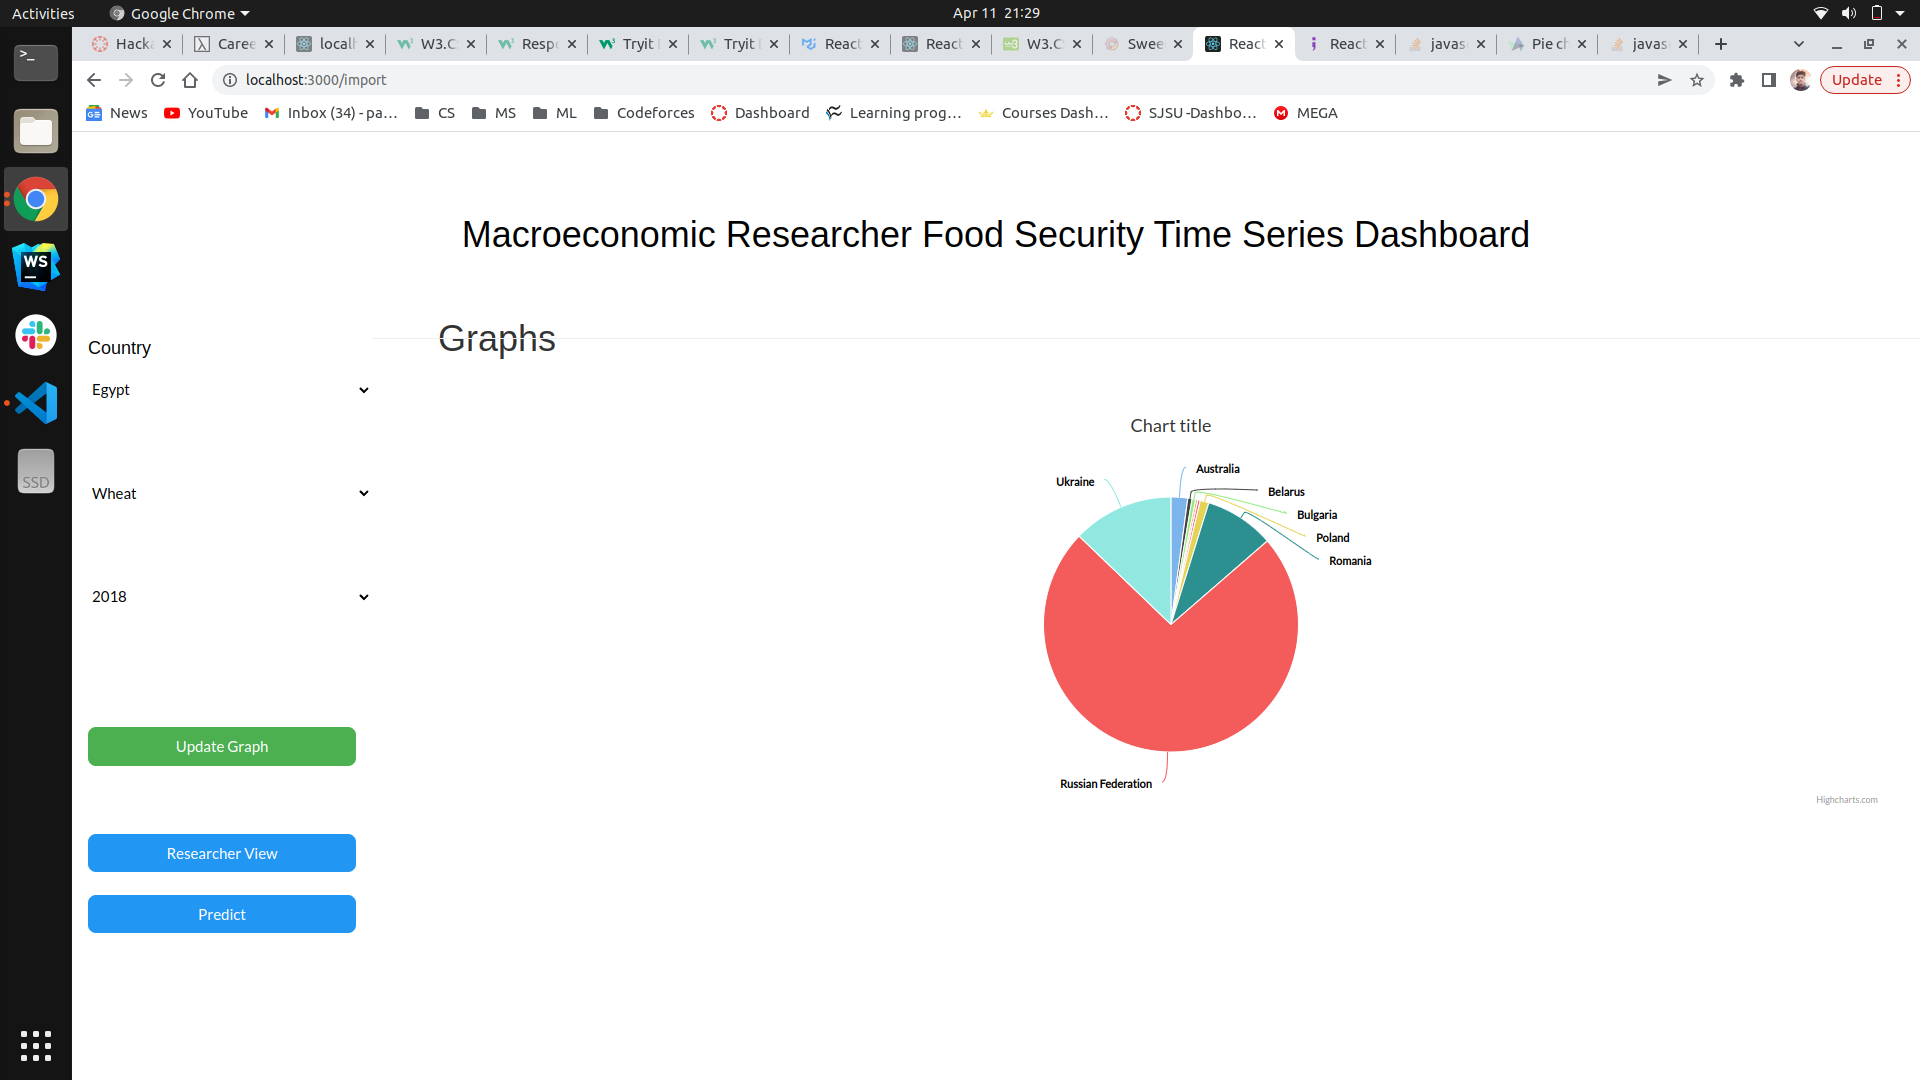 Activities Google Chrome Apr 11 21:29
Hacka Caree localh W3.C Respo Tryit Tryit React React W3.C Swee React React javas Pie ch javas
localhost:3000/import Update
News YouTube Inbox (34) - pa... CS MS ML Codeforces Dashboard Learning prog... Courses Dash... SJSU -Dashbo... MEGA
>_
WS
SSD
Macroeconomic Researcher Food Security Time Series Dashboard
Graphs
Country
Egypt
Wheat
2018
Update Graph
Researcher View
Predict
Chart title
Australia
Ukraine
Belarus
Bulgaria
Poland
Romania
Russian Federation
Highcharts.com